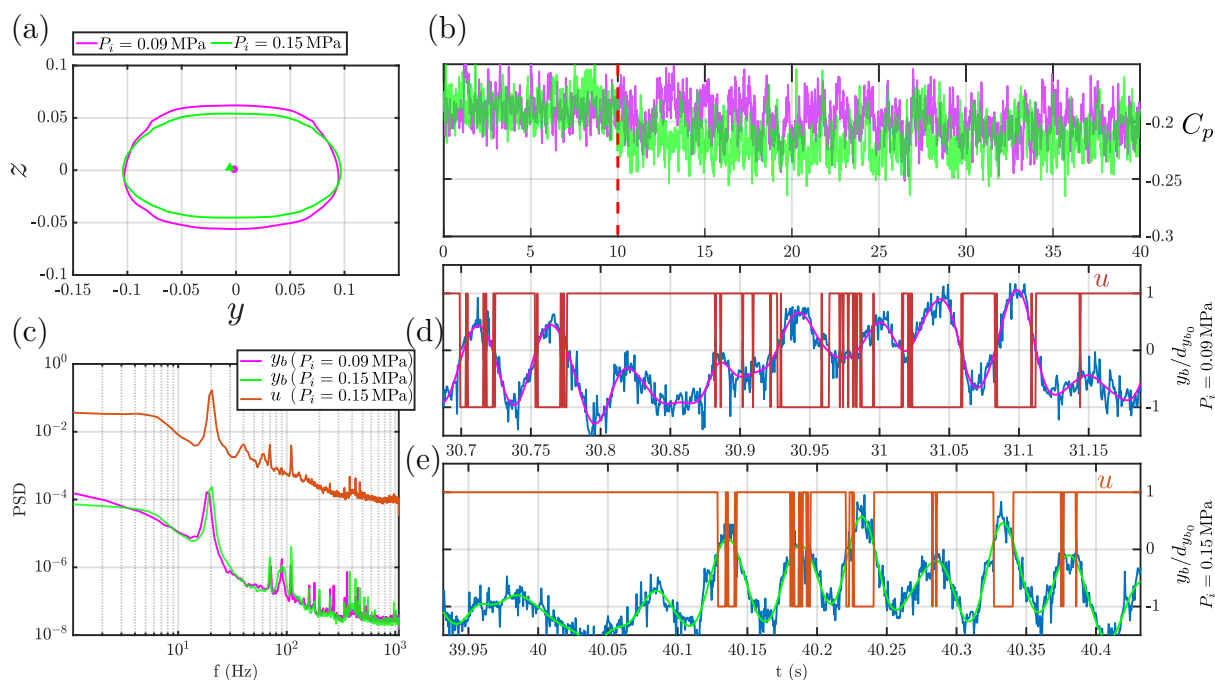 (a)
P_i = 0.09 MPa P_i = 0.15 MPa
0.1
0.05
0
-0.05
-0.1
z
-0.15 -0.1 -0.05 0 0.05 0.1
y
(b)
-0.2 C_p
-0.3
0 5 10 15 20 25 30 35 40
(c)
y_b (P_i = 0.09 MPa)
y_b (P_i = 0.15 MPa)
u (P_i = 0.15 MPa)
10^0
10^-2
10^-4
10^-6
10^-8
PSD
10^1 10^2 10^3
f (Hz)
(d)
u
1
0
-1
y_b/d_{y_{b_0}}
P_i = 0.09 MPa
30.7 30.75 30.8 30.85 30.9 30.95 31 31.05 31.1 31.15
(e)
u
1
0
-1
y_b/d_{y_{b_0}}
P_i = 0.15 MPa
39.95 40 40.05 40.1 40.15 40.2 40.25 40.3 40.35 40.4
t (s)